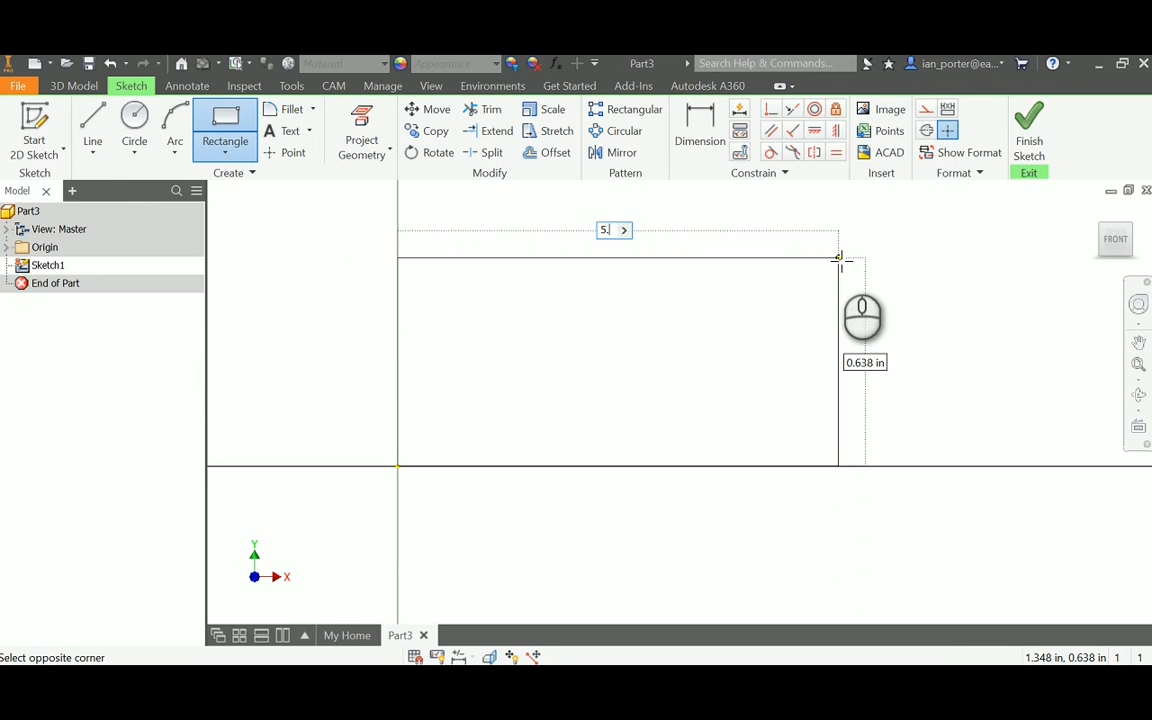 PRO
Material
Appearance
Part3
Search Help & Commands...
ian_porter@ea...
File
3D Model
Sketch
Annotate
Inspect
Tools
Manage
View
Environments
Get Started
Add-Ins
CAM
Autodesk A360
Start
2D Sketch
Sketch
Line
Circle
Arc
Rectangle
Fillet
Text
Point
Create
Project
Geometry
Move
Trim
Scale
Copy
Extend
Stretch
Rotate
Split
Offset
Modify
Rectangular
Circular
Mirror
Pattern
Dimension
Constrain
Image
Points
ACAD
Insert
Show Format
Format
Finish
Sketch
Exit
Model
Part3
View: Master
Origin
Sketch1
End of Part
5.
FRONT
0.638 in
Y
X
My Home
Part3
Select opposite corner
1.348 in, 0.638 in
1
1